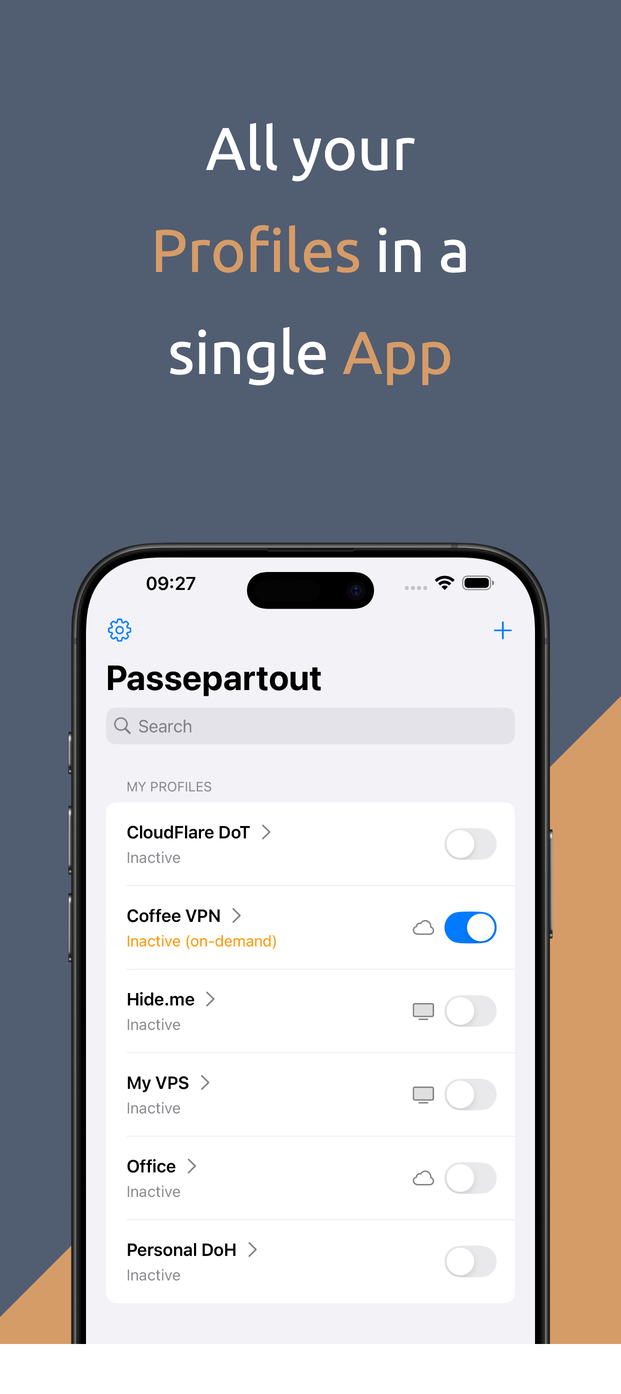 All your
Profiles in a
single App
09:27
Passepartout
Search
MY PROFILES
CloudFlare DoT
Inactive
Coffee VPN
Inactive (on-demand)
Hide.me
Inactive
My VPS
Inactive
Office
Inactive
Personal DoH
Inactive